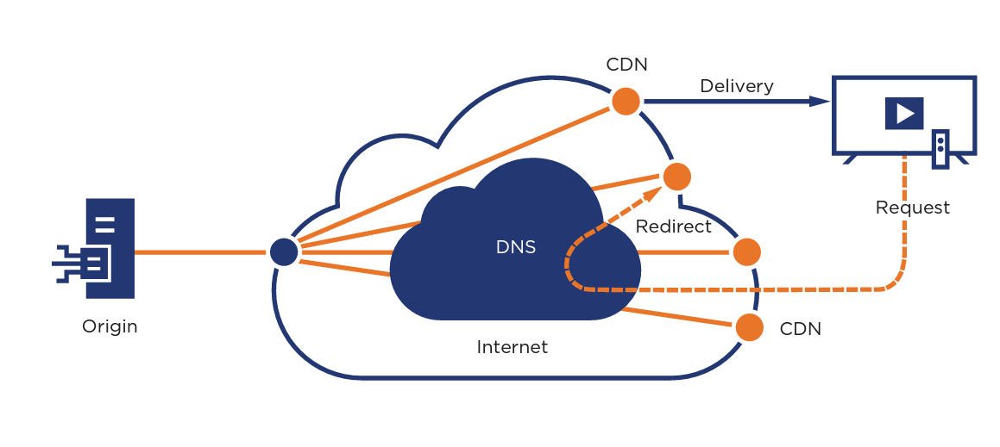 CDN
Delivery
Request
Redirect
DNS
Origin
CDN
Internet